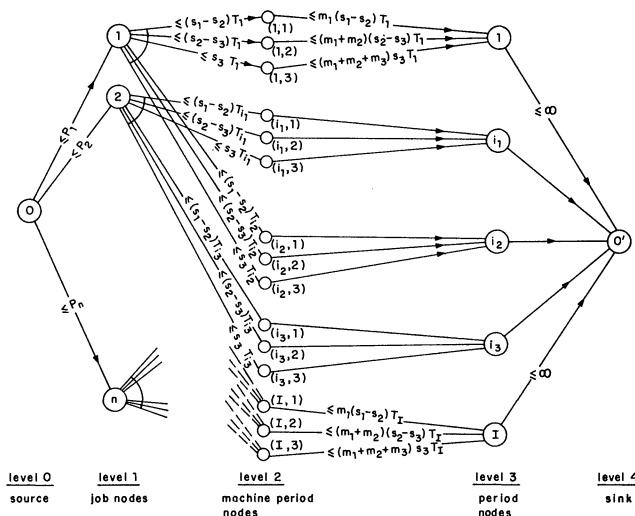 1
≤(s₁-s₂)T₁
(1,1)
≤m₁(s₁-s₂)T₁
1
≤(s₂-s₃)T₁
(1,2)
≤(m₁+m₂)(s₂-s₃)T₁
≤s₃T₁
(1,3)
≤(m₁+m₂+m₃)s₃T₁
2
≤(s₁-s₂)Tᵢ₁
(i₁,1)
≤(s₂-s₃)Tᵢ₁
(i₁,2)
i₁
≤s₃Tᵢ₁
(i₁,3)
≤∞
≤P₁
≤P₂
0
≤(s₁-s₂)Tᵢ₂
≤(s₂-s₃)Tᵢ₂
≤s₃Tᵢ₂
(i₂,1)
(i₂,2)
(i₂,3)
i₂
0'
≤(s₁-s₂)Tᵢ₃
≤(s₂-s₃)Tᵢ₃
≤s₃Tᵢ₃
(i₃,1)
(i₃,2)
(i₃,3)
i₃
≤Pₙ
n
≤∞
(I,1)
≤m₁(s₁-s₂)T_I
(I,2)
≤(m₁+m₂)(s₂-s₃)T_I
I
(I,3)
≤(m₁+m₂+m₃)s₃T_I
level 0 level 1 level 2 level 3 level 4
source job nodes machine period nodes period nodes sink